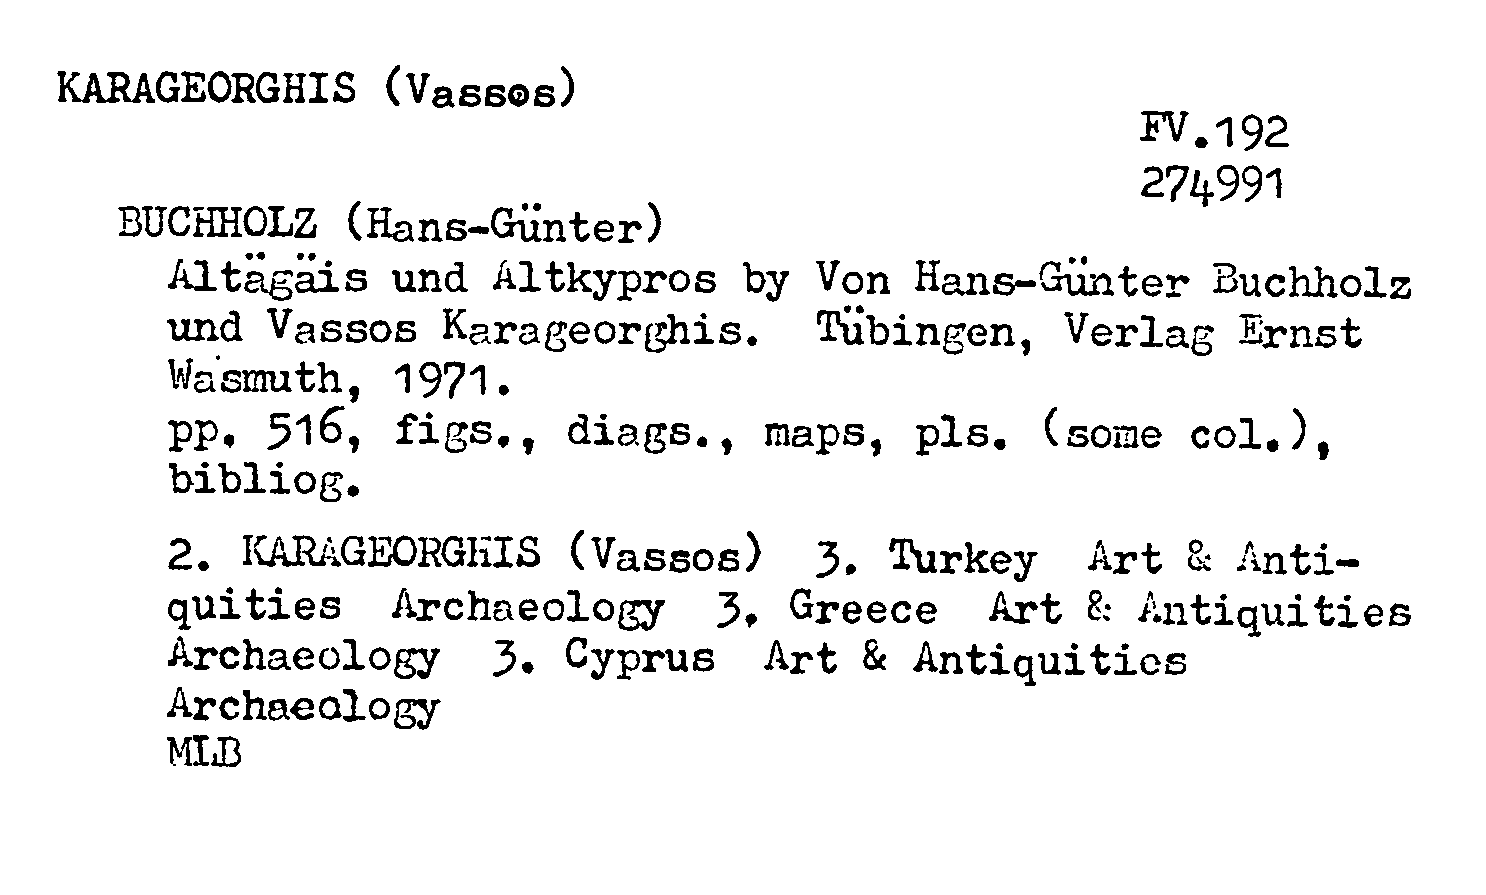 KARAGEORGHIS (Vassos)
FV.192
274991
BUCHHOLZ (Hans-Günter)
Altägäis und Altkypros by Von Hans-Günter Buchholz
und Vassos Karageorghis. Tübingen, Verlag Ernst
Wasmuth, 1971.
pp. 516, figs., diags., maps, pls. (some col.),
bibliog.
2. KARAGEORGHIS (Vassos) 3. Turkey Art & Anti-
quities Archaeology 3. Greece Art & Antiquities
Archaeology 3. Cyprus Art & Antiquities
Archaeology
MLB